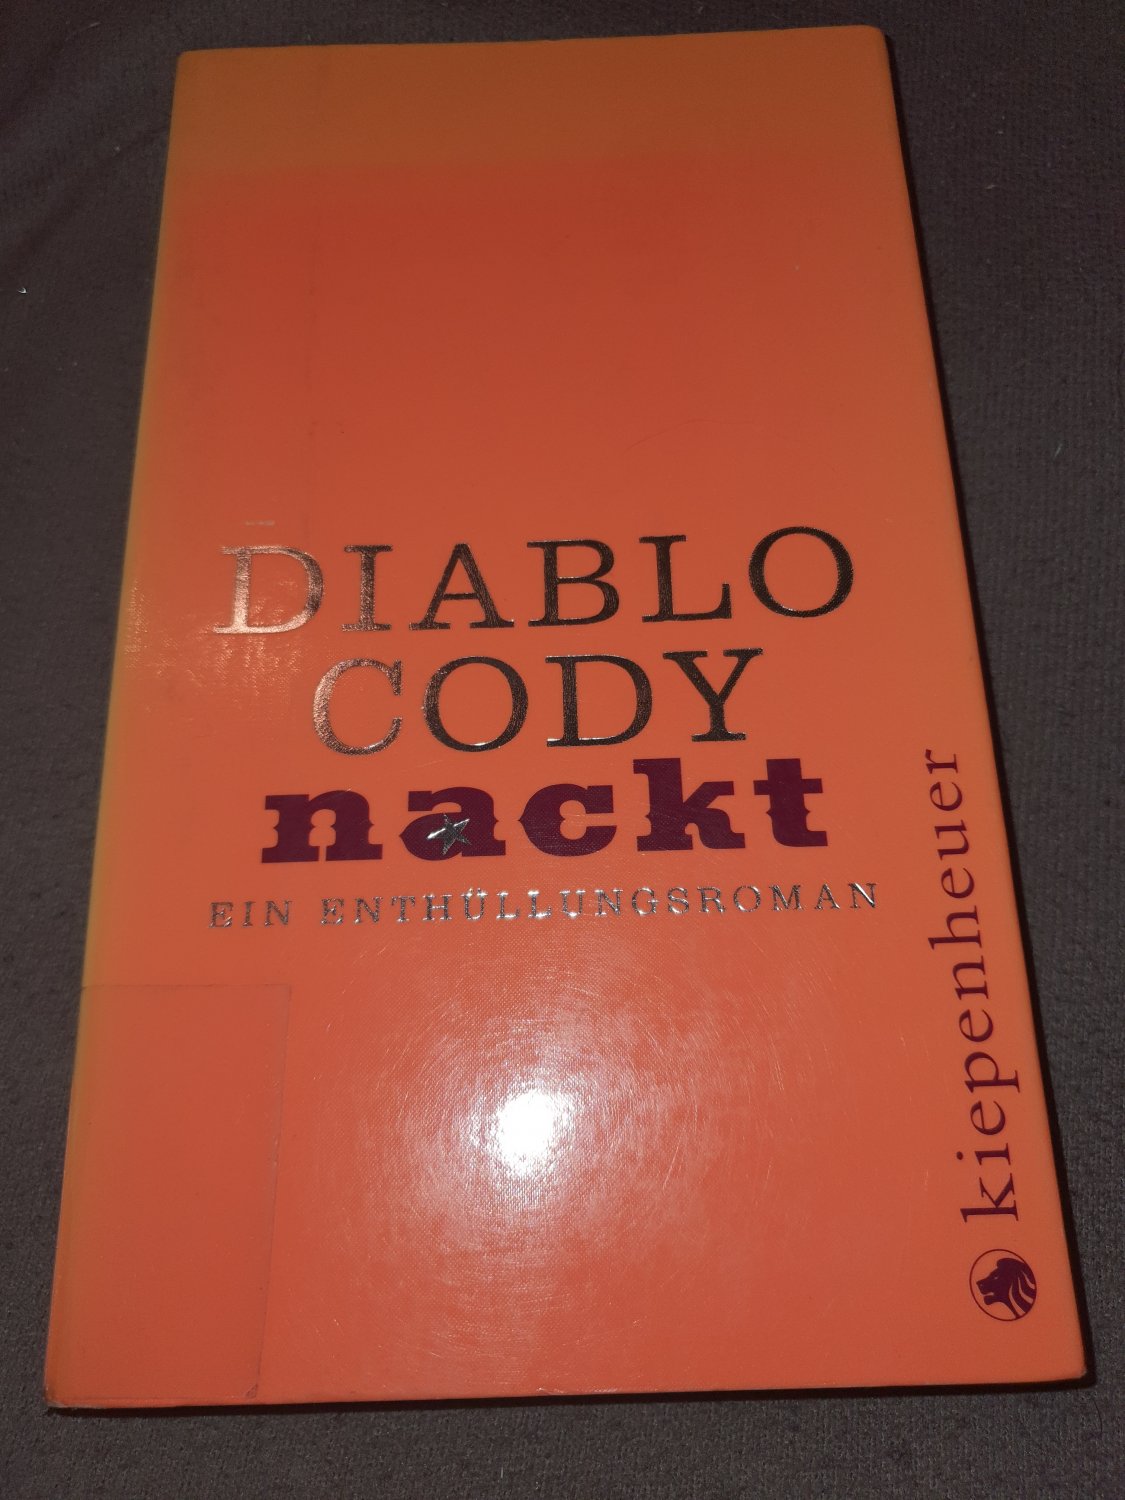 DIABLO
CODY
nackt
EIN ENTHÜLLUNGSROMAN
kiepenheuer